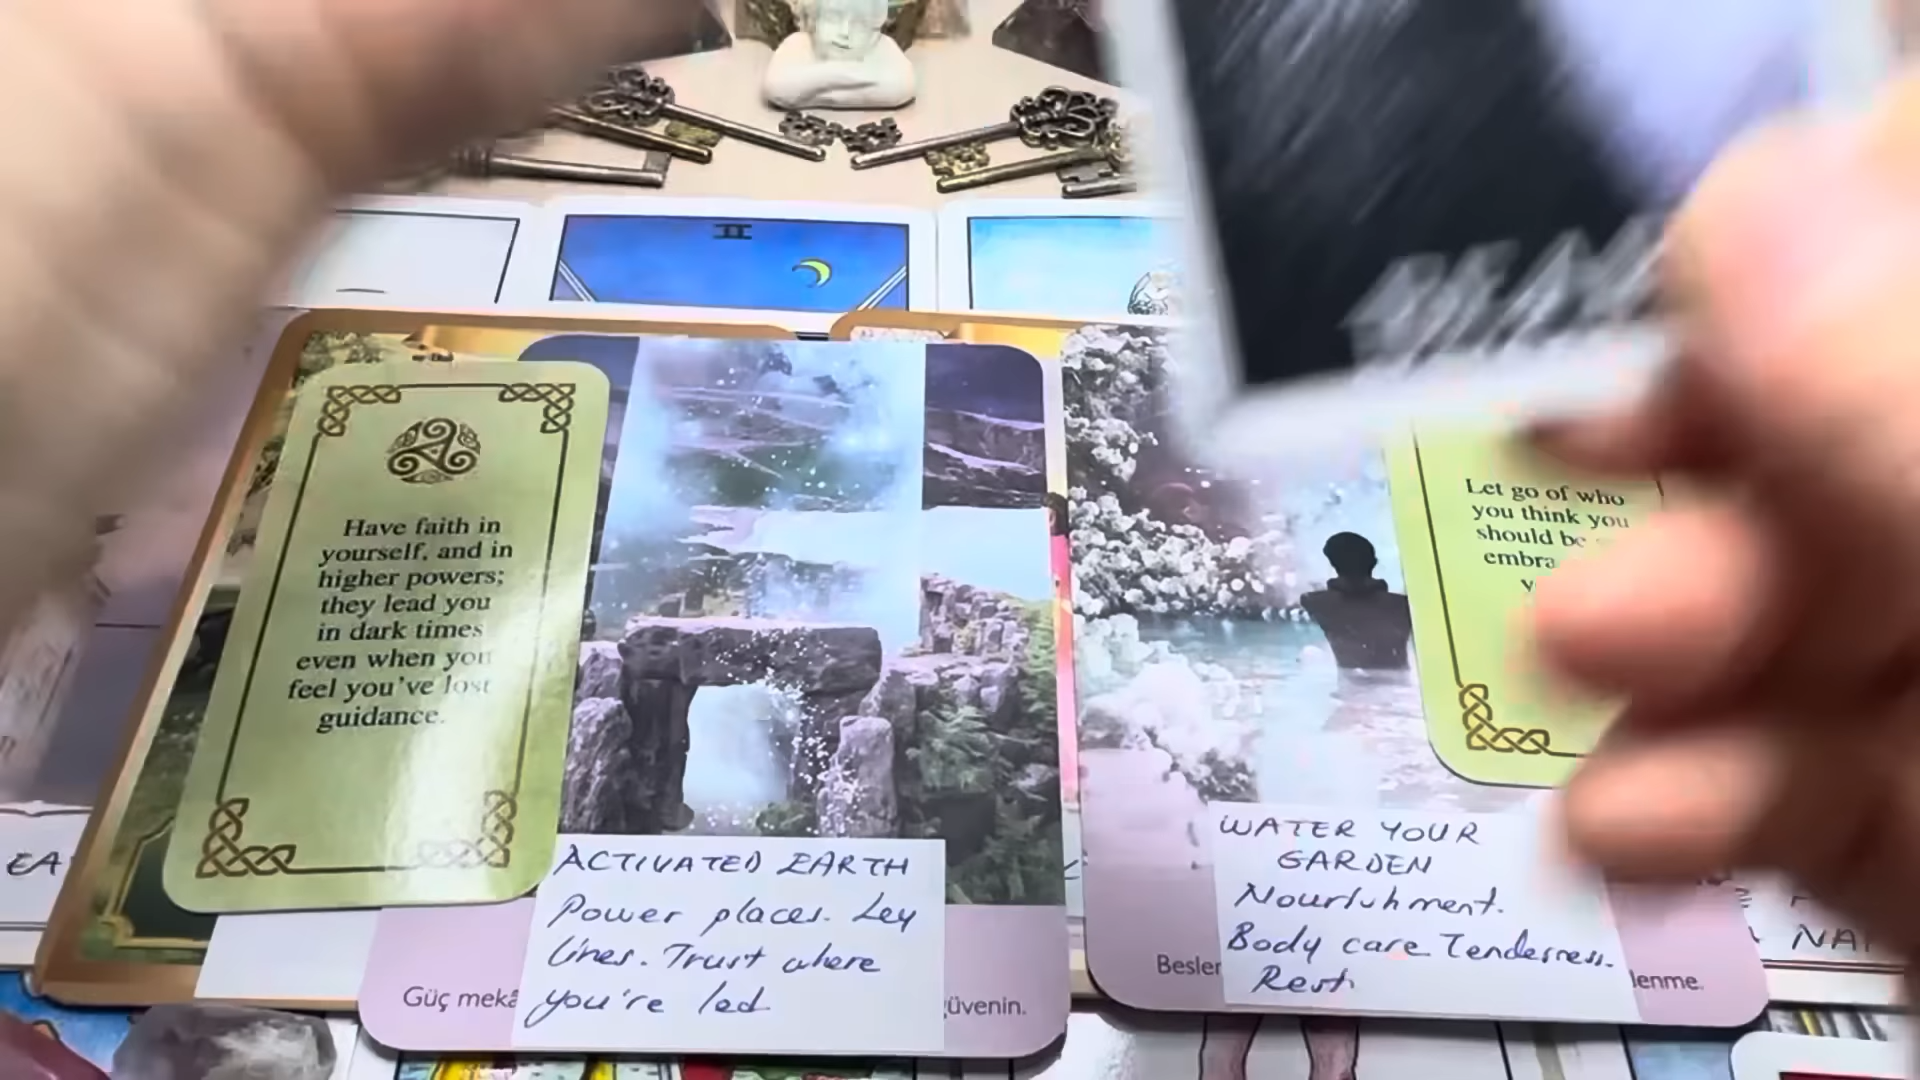 II
Have faith in
yourself, and in
higher powers;
they lead you
in dark times
even when you
feel you've lost
guidance.
Let go of who
you think you
should be
ACTIVATED EARTH
Power places. Ley
lines. Trust where
you're led
Güç
güvenin.
WATER YOUR
GARDEN
Nourishment.
Body care Tenderness.
Rest